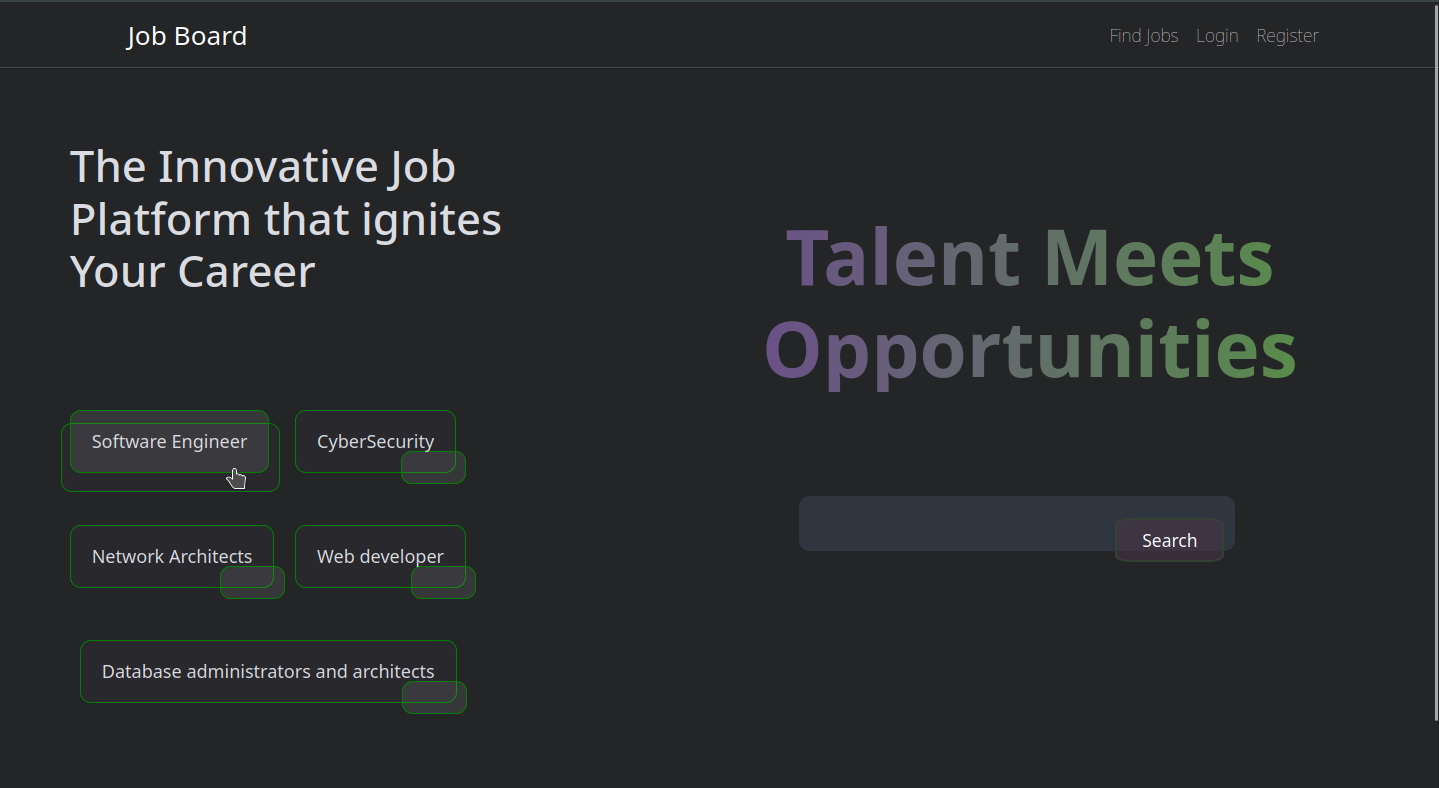 Job Board
Find Jobs Login Register
The Innovative Job
Platform that ignites
Your Career
Talent Meets
Opportunities
Software Engineer
CyberSecurity
Network Architects
Web developer
Database administrators and architects
Search